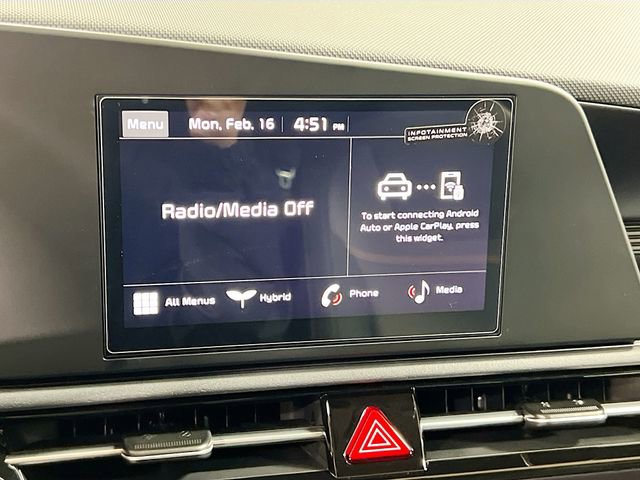 Menu
Mon, Feb. 16
4:51 PM
INFOTAINMENT
SCREEN PROTECTION
Radio/Media Off
To start connecting Android
Auto or Apple CarPlay, press
this widget.
All Menus
Hybrid
Phone
Media